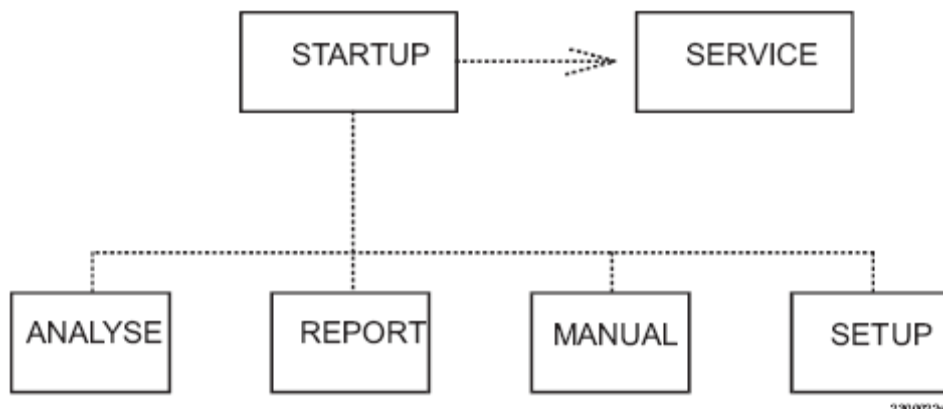 STARTUP
SERVICE
ANALYSE
REPORT
MANUAL
SETUP